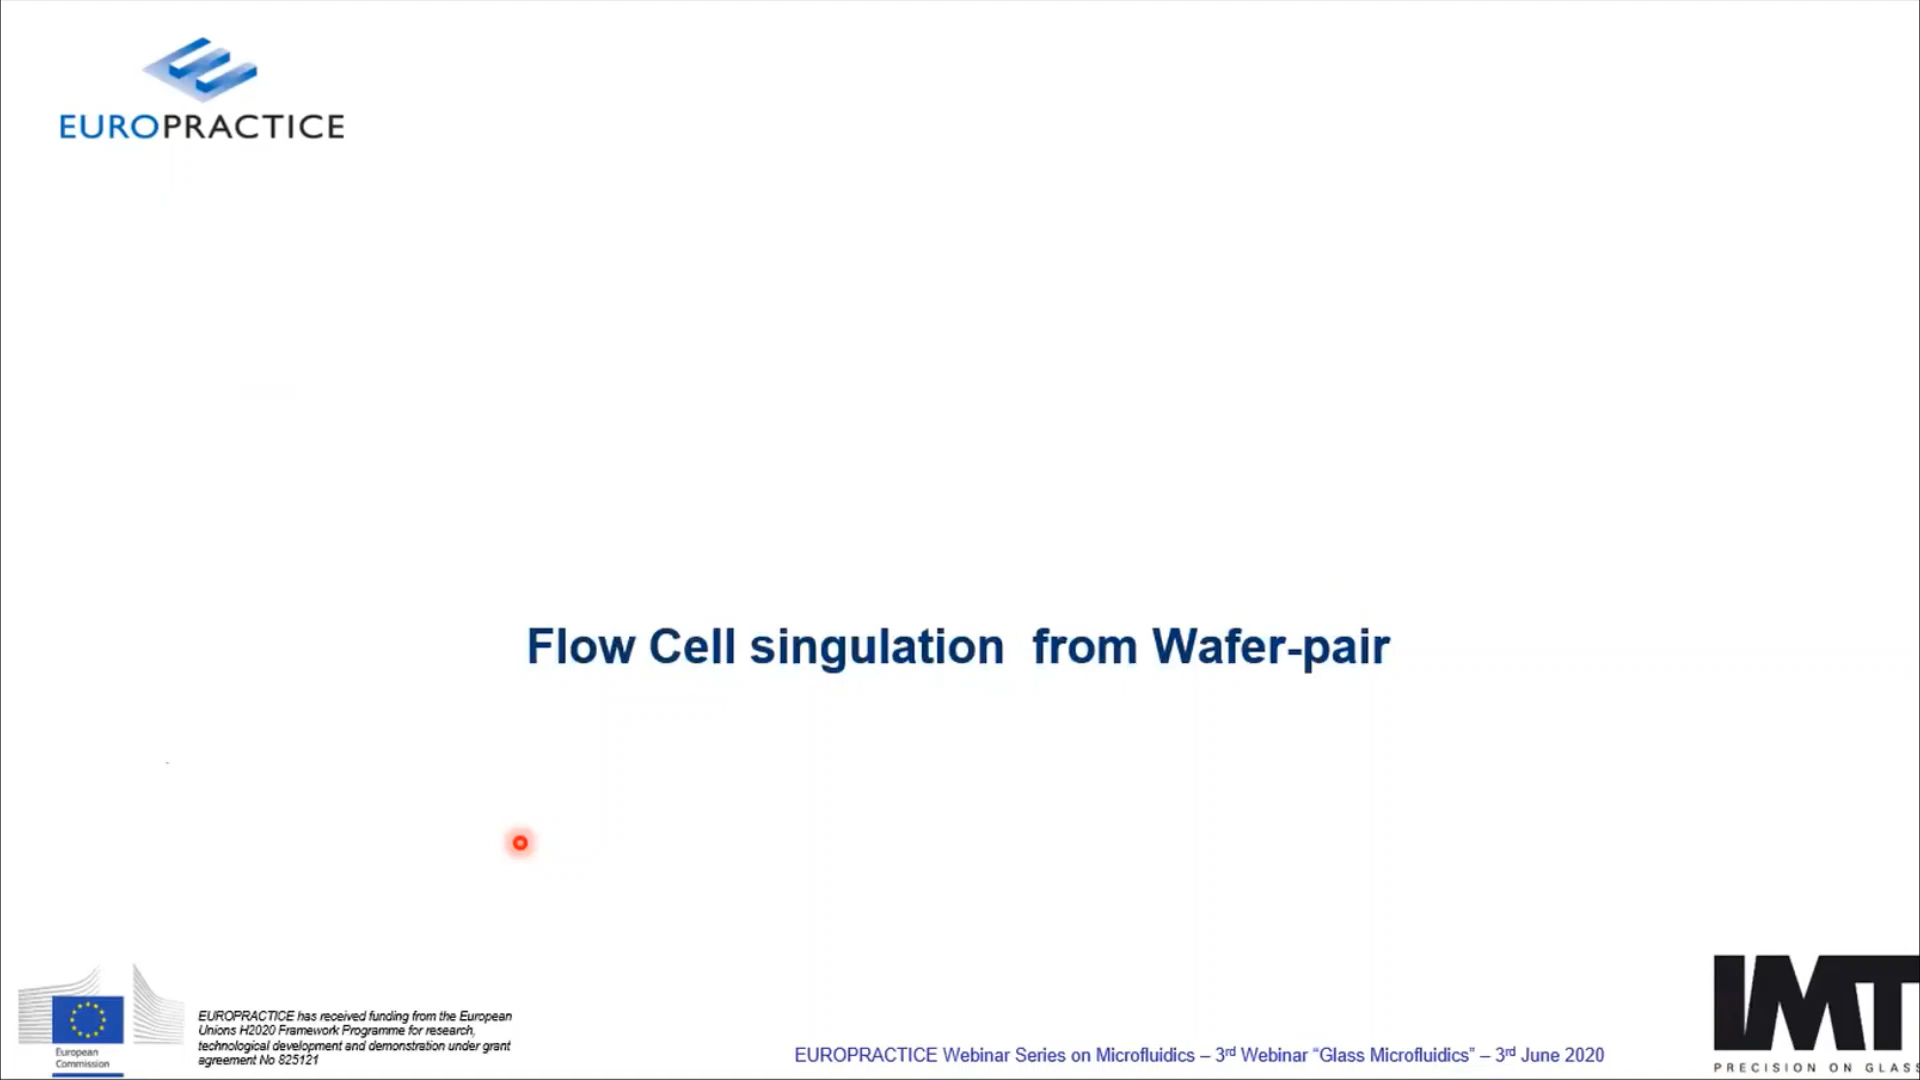 EUROPRACTICE
Flow Cell singulation from Wafer-pair
EUROPRACTICE has received funding from the European
Unions H2020 Framework Programme for research,
technological development and demonstration under grant
agreement No 825121
European
Commission
EUROPRACTICE Webinar Series on Microfluidics – 3rd Webinar “Glass Microfluidics” – 3rd June 2020
IMT
PRECISION ON GLASS